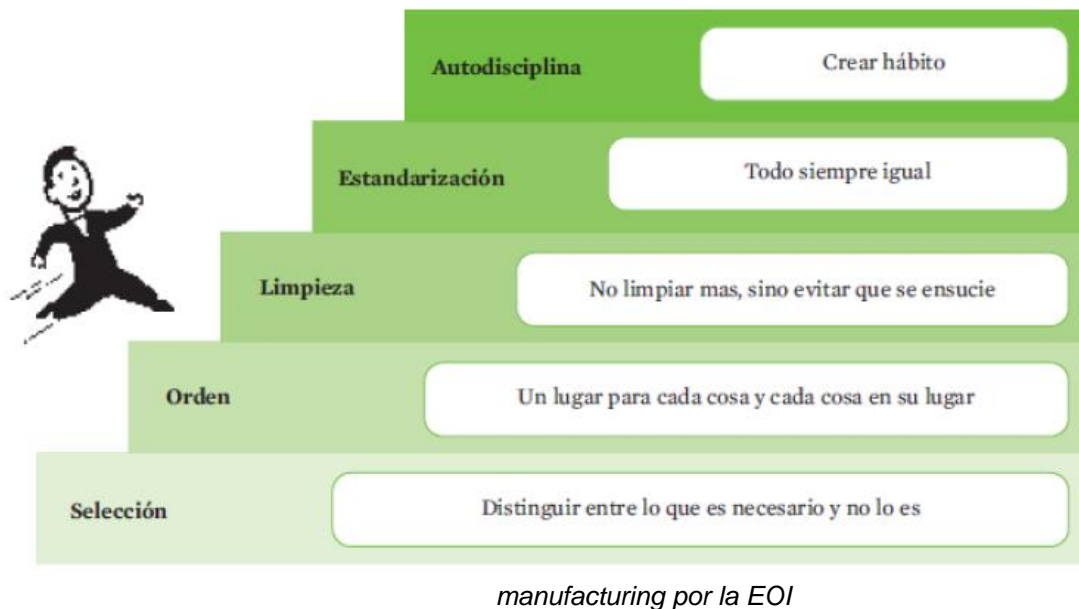 Autodisciplina
Crear hábito
Estandarización
Todo siempre igual
Limpieza
No limpiar mas, sino evitar que se ensucie
Orden
Un lugar para cada cosa y cada cosa en su lugar
Selección
Distinguir entre lo que es necesario y no lo es
manufacturing por la EOI